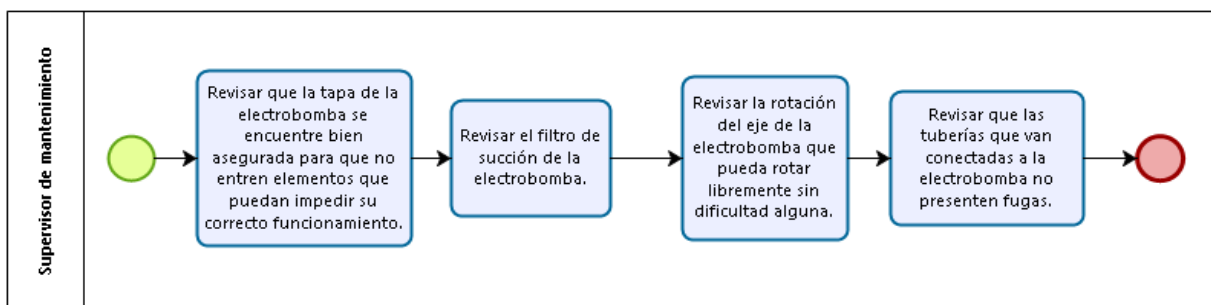 Supervisor de mantenimiento
Revisar que la tapa de la
electrobomba se
encuentre bien
asegurada para que no
entren elementos que
puedan impedir su
correcto funcionamiento.
Revisar el filtro de
succión de la
electrobomba.
Revisar la rotación
del eje de la
electrobomba que
pueda rotar
libremente sin
dificultad alguna.
Revisar que las
tuberías que van
conectadas a la
electrobomba no
presenten fugas.